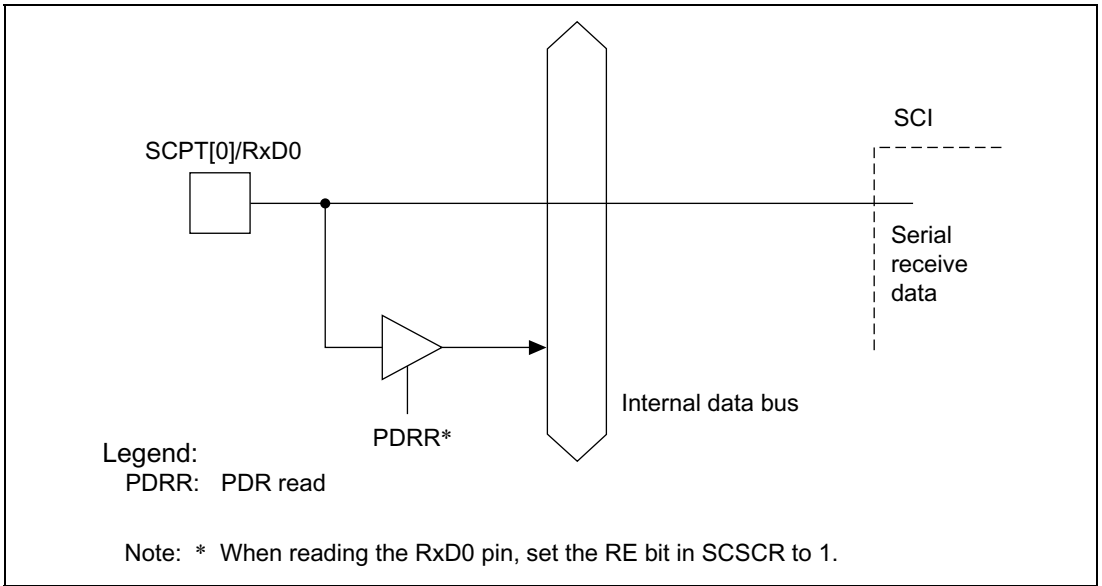 SCI
SCPT[0]/RxD0
Serial
receive
data
Internal data bus
PDRR*
Legend:
PDRR: PDR read
Note: * When reading the RxD0 pin, set the RE bit in SCSCR to 1.